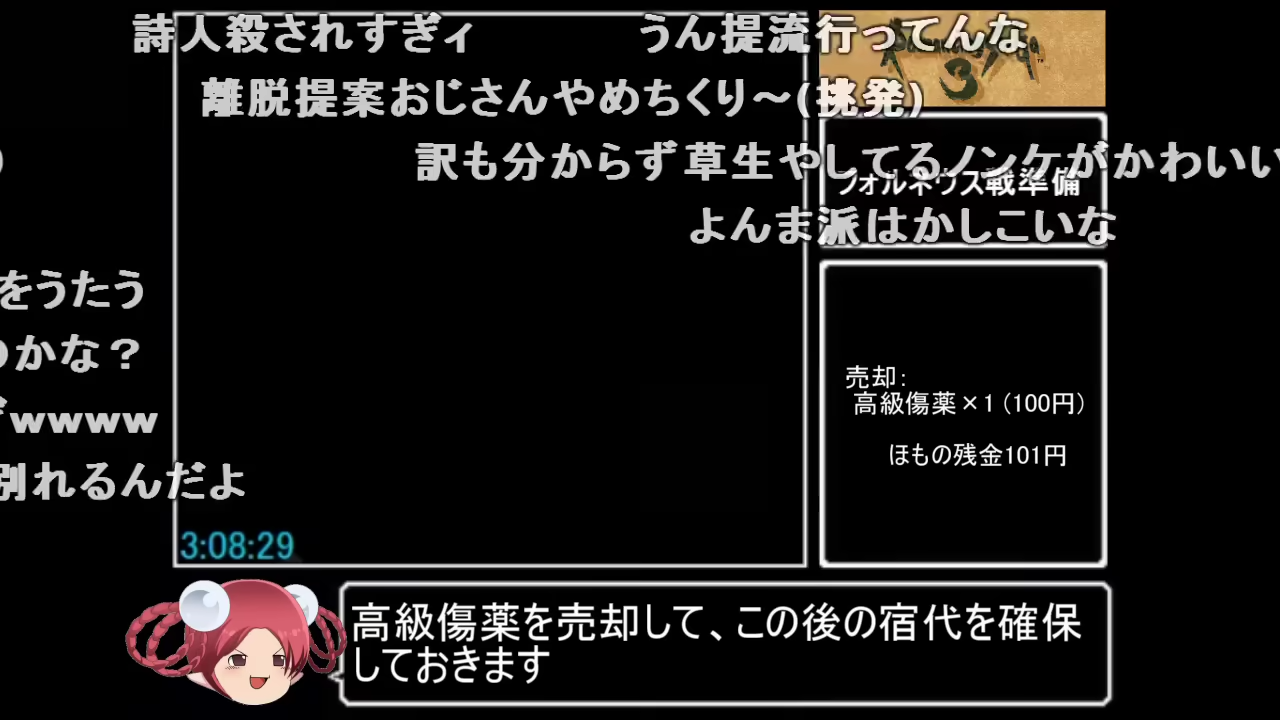 詩人殺されすぎィ
うん提流行ってんな
離脱提案おじさんやめちくり～(挑発)
訳も分からず草生やしてるノンケがかわいい
フォルネウス戦準備
よんま派はかしこいな
をうたう
かな？
wwww
別れるんだよ
売却:
高級傷薬×1(100円)
ほもの残金101円
3:08:29
高級傷薬を売却して、この後の宿代を確保
しておきます